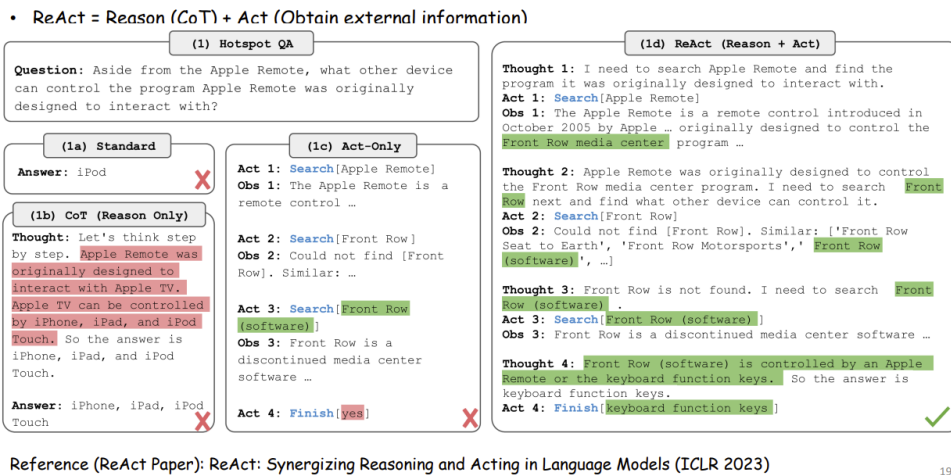 • ReAct = Reason (CoT) + Act (Obtain external information)
(1) Hotspot QA
Question: Aside from the Apple Remote, what other device
can control the program Apple Remote was originally
designed to interact with?
(1a) Standard
Answer: iPod
(1b) CoT (Reason Only)
Thought: Let's think step
by step. Apple Remote was
originally designed to
interact with Apple TV.
Apple TV can be controlled
by iPhone, iPad, and iPod
Touch. So the answer is
iPhone, iPad, and iPod
Touch.
Answer: iPhone, iPad, iPod
Touch
(1c) Act-Only
Act 1: Search[Apple Remote]
Obs 1: The Apple Remote is a
remote control …
Act 2: Search[Front Row]
Obs 2: Could not find [Front
Row]. Similar: …
Act 3: Search[Front Row
(software)]
Obs 3: Front Row is a
discontinued media center
software …
Act 4: Finish[yes]
(1d) ReAct (Reason + Act)
Thought 1: I need to search Apple Remote and find the
program it was originally designed to interact with.
Act 1: Search[Apple Remote]
Obs 1: The Apple Remote is a remote control introduced in
October 2005 by Apple … originally designed to control the
Front Row media center program …
Thought 2: Apple Remote was originally designed to control
the Front Row media center program. I need to search Front
Row next and find what other device can control it.
Act 2: Search[Front Row]
Obs 2: Could not find [Front Row]. Similar: ['Front Row
Seat to Earth', 'Front Row Motorsports',' Front Row
(software)', …]
Thought 3: Front Row is not found. I need to search Front
Row (software) .
Act 3: Search[Front Row (software)]
Obs 3: Front Row is a discontinued media center software …
Thought 4: Front Row (software) is controlled by an Apple
Remote or the keyboard function keys. So the answer is
keyboard function keys.
Act 4: Finish[keyboard function keys]
Reference (ReAct Paper): ReAct: Synergizing Reasoning and Acting in Language Models (ICLR 2023)
19